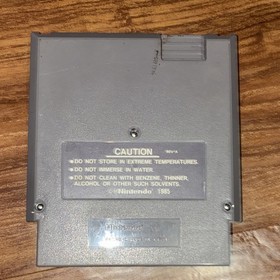 CAUTION
●DO NOT STORE IN EXTREME TEMPERATURES.
●DO NOT IMMERSE IN WATER.
●DO NOT CLEAN WITH BENZENE, THINNER,
ALCOHOL OR OTHER SUCH SOLVENTS.
©Nintendo 1985